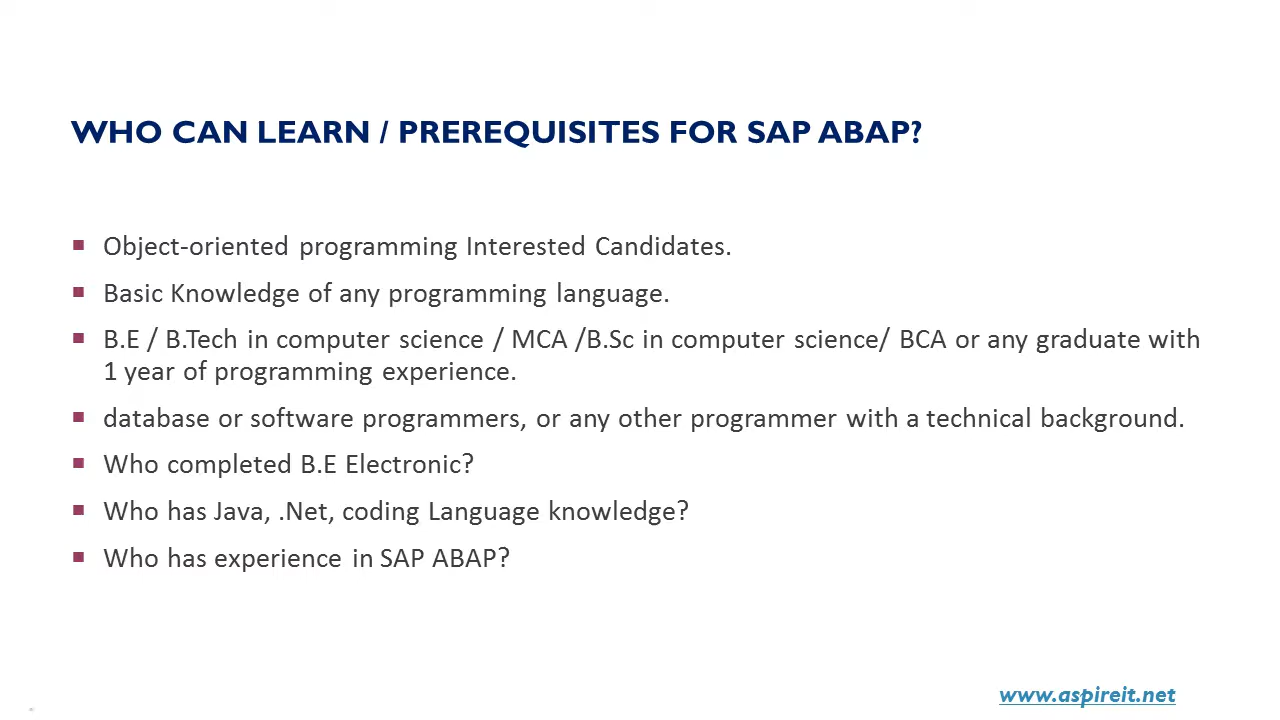 WHO CAN LEARN / PREREQUISITES FOR SAP ABAP?
Object-oriented programming Interested Candidates.
Basic Knowledge of any programming language.
B.E / B.Tech in computer science / MCA /B.Sc in computer science/ BCA or any graduate with
1 year of programming experience.
database or software programmers, or any other programmer with a technical background.
Who completed B.E Electronic?
Who has Java, .Net, coding Language knowledge?
Who has experience in SAP ABAP?
www.aspireit.net